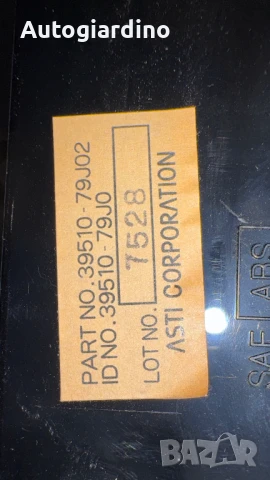 Autogiardino
PART NO. 39510-79J02
ID NO. 39510-79J0
LOT NO. 7528
ASTI CORPORATION
SAE- ABS
BAZAR